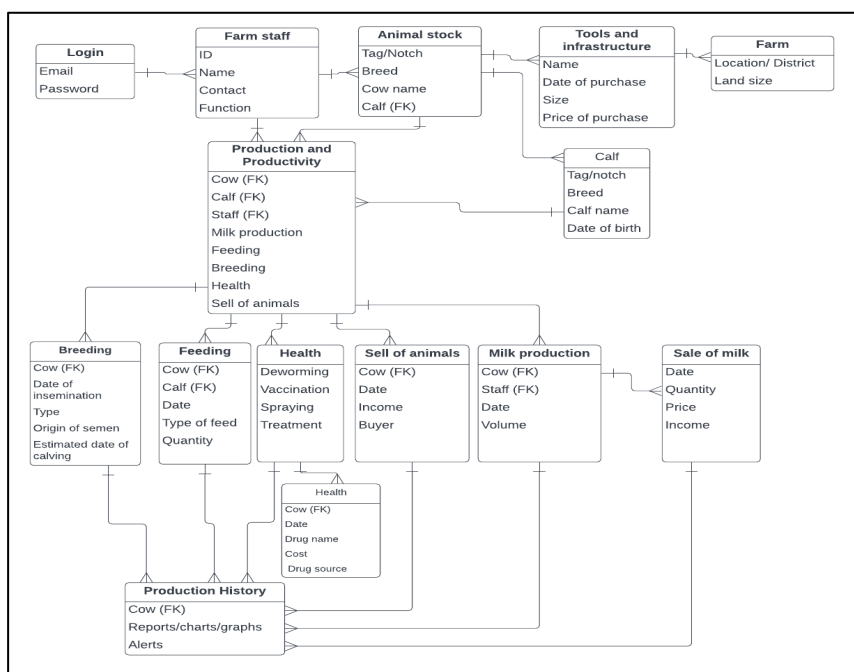 Login
Email
Password
Farm staff
ID
Name
Contact
Function
Animal stock
Tag/Notch
Breed
Cow name
Calf (FK)
Tools and
infrastructure
Name
Date of purchase
Size
Price of purchase
Farm
Location/ District
Land size
Production and
Productivity
Cow (FK)
Calf (FK)
Staff (FK)
Milk production
Feeding
Breeding
Health
Sell of animals
Calf
Tag/notch
Breed
Calf name
Date of birth
Breeding
Cow (FK)
Date of
insemination
Type
Origin of semen
Estimated date of
calving
Feeding
Cow (FK)
Calf (FK)
Date
Type of feed
Quantity
Health
Deworming
Vaccination
Spraying
Treatment
Sell of animals
Cow (FK)
Date
Income
Buyer
Milk production
Cow (FK)
Staff (FK)
Date
Volume
Sale of milk
Date
Quantity
Price
Income
Health
Cow (FK)
Date
Drug name
Cost
Drug source
Production History
Cow (FK)
Reports/charts/graphs
Alerts